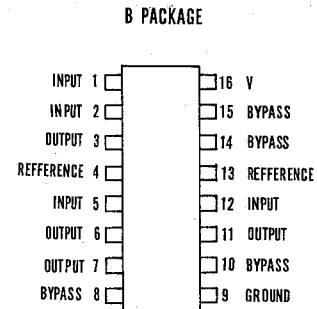 B PACKAGE
INPUT 1 16 V
INPUT 2 15 BYPASS
OUTPUT 3 14 BYPASS
REFFERENCE 4 13 REFFERENCE
INPUT 5 12 INPUT
OUTPUT 6 11 OUTPUT
OUTPUT 7 10 BYPASS
BYPASS 8 9 GROUND